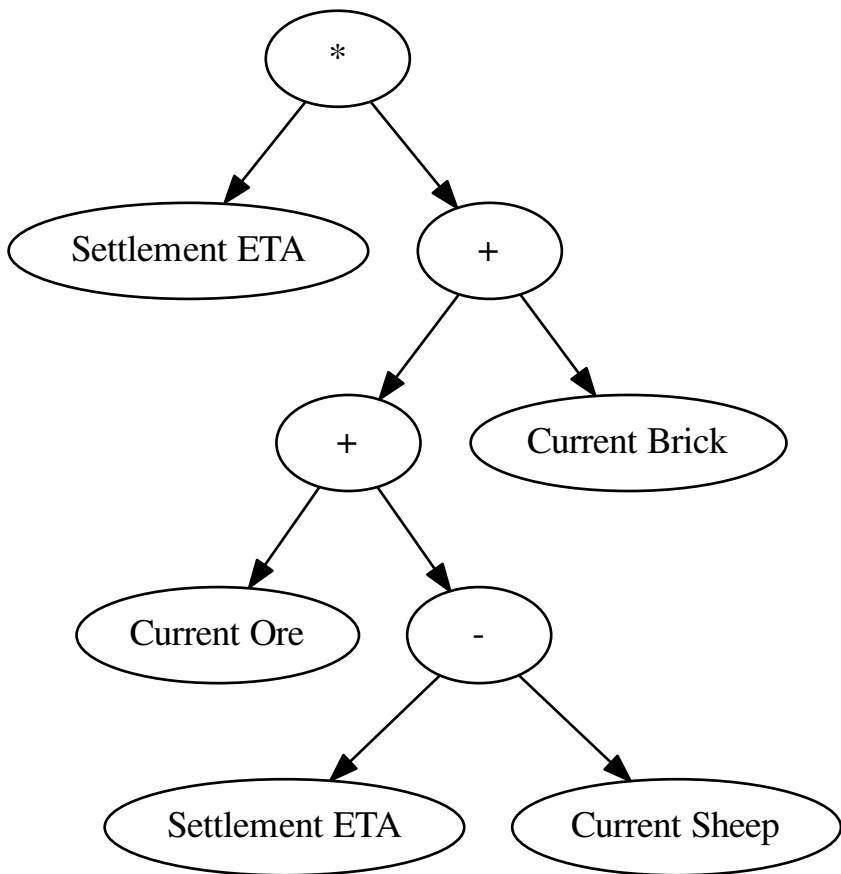 *
Settlement ETA
+
+
Current Brick
Current Ore
-
Settlement ETA
Current Sheep